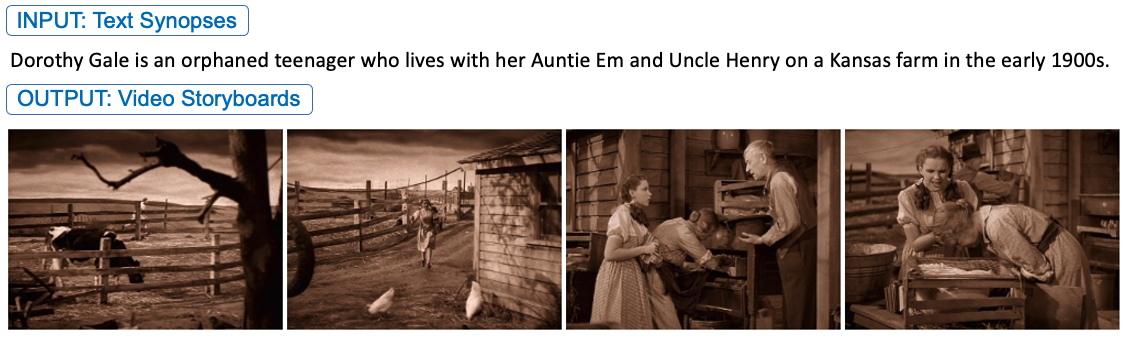 INPUT: Text Synopses
Dorothy Gale is an orphaned teenager who lives with her Auntie Em and Uncle Henry on a Kansas farm in the early 1900s.
OUTPUT: Video Storyboards